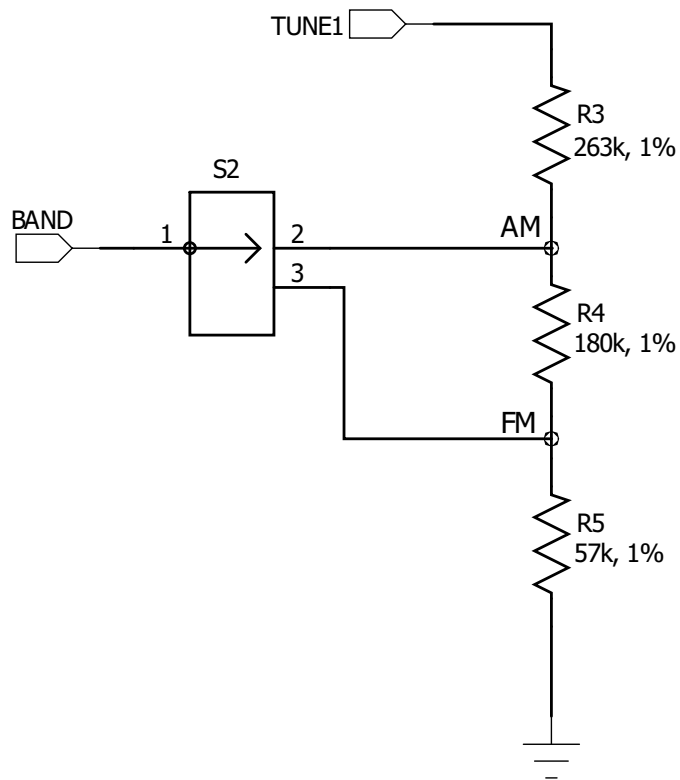 TUNE1
R3
263k, 1%
S2
BAND
1
2
AM
3
R4
180k, 1%
FM
R5
57k, 1%